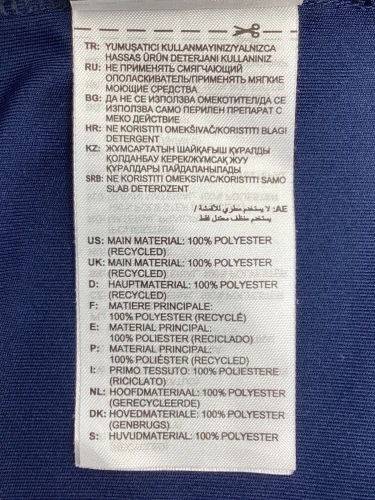 TR: YUMUŞATICI KULLANMAYINIZ/YALNIZCA
HASSAS ÜRÜN DETERJANI KULLANINIZ
RU: НЕ ПРИМЕНЯТЬ СМЯГЧАЮЩИЙ
ОПОЛАСКИВАТЕЛЬ/ПРИМЕНЯТЬ МЯГКИЕ
МОЮЩИЕ СРЕДСТВА
BG: ДА НЕ СЕ ИЗПОЛЗВА ОМЕКОТИТЕЛ/ДА СЕ
ИЗПОЛЗВА САМО ПЕРИЛЕН ПРЕПАРАТ С
МЕКО ДЕЙСТВИЕ
HR: NE KORISTITI OMEKŠIVAČ/KORISTITI BLAGI
DETERGENT
KZ: ЖҰМСАРТАТЫН ШАЙҚАҒЫШ ҚҰРАЛДЫ
ҚОЛДАНБАУ КЕРЕК/ЖҰМСАҚ ЖУУ
ҚҰРАЛДАРЫ ПАЙДАЛАНЫЛАДЫ
SRB: NE KORISTITI OMEKSIVAC/KORISTITI SAMO
SLAB DETERDZENT
AE: لا يستخدم مطري للأقمشة /
يستخدم منظف معتدل فقط
US: MAIN MATERIAL: 100% POLYESTER
(RECYCLED)
UK: MAIN MATERIAL: 100% POLYESTER
(RECYCLED)
D: HAUPTMATERIAL: 100% POLYESTER
(RECYCLED)
F: MATIERE PRINCIPALE:
100% POLYESTER (RECYCLÉ)
E: MATERIAL PRINCIPAL:
100% POLIÉSTER (RECICLADO)
P: MATERIAL PRINCIPAL:
100% POLIÉSTER (RECYCLED)
I: PRIMO TESSUTO: 100% POLIESTERE
(RICICLATO)
NL: HOOFDMATERIAAL: 100% POLYESTER
(GERECYCLEERDE)
DK: HOVEDMATERIALE: 100% POLYESTER
(GENBRUGS)
S: HUVUDMATERIAL: 100% POLYESTER